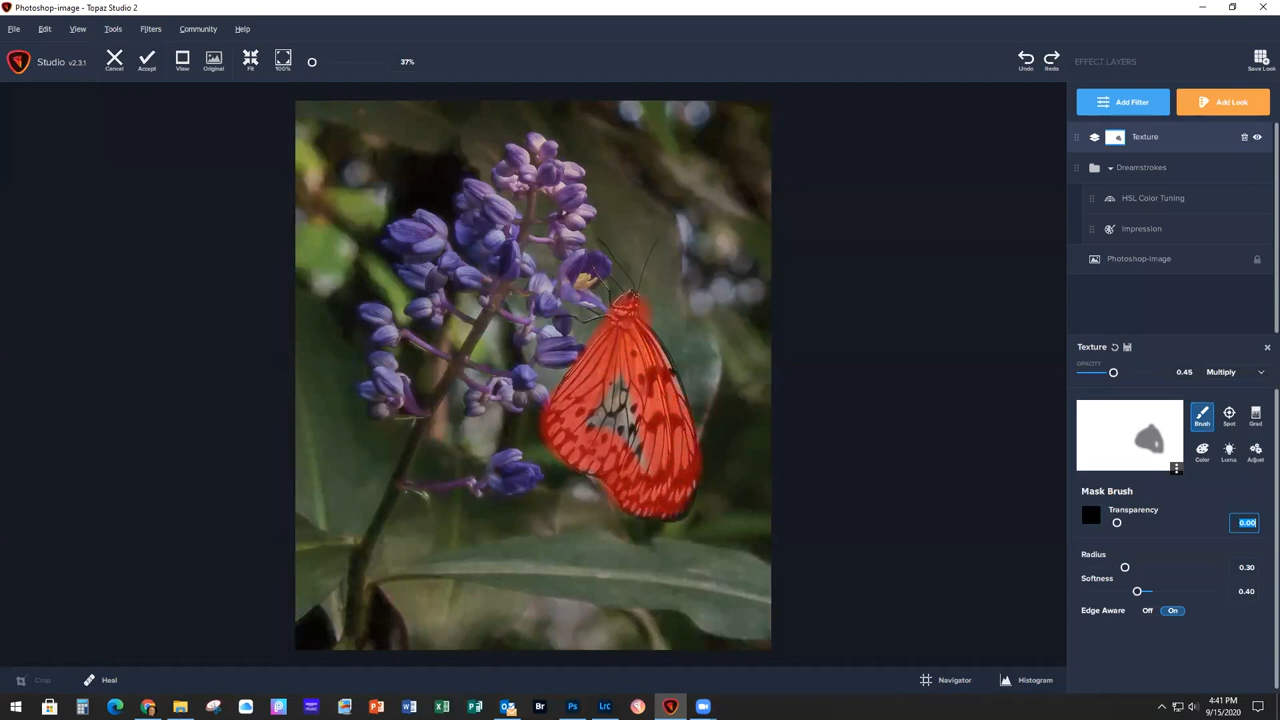 Photoshop-image - Topaz Studio 2
File Edit View Tools Filters Community Help
Studio v2.3.1
Cancel Accept View Original Fit 100% 37% Undo Redo
EFFECT LAYERS
Save Look
Add Filter Add Look
Texture
Dreamstrokes
HSL Color Tuning
Impression
Photoshop-image
Texture
OPACITY
0.45 Multiply
Brush Spot Grad
Color Luma Adjust
Mask Brush
Transparency
0.00
Radius
0.30
Softness
0.40
Edge Aware Off On
Crop Heal Navigator Histogram
4:41 PM
9/15/2020